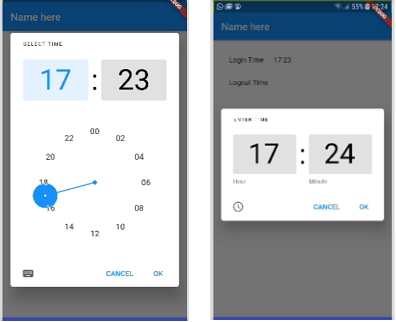 Name here
SELECT TIME
17 : 23
00
22 02
20 04
18 06
16 08
14 10
12
CANCEL OK
55% 17:24
Name here
Login Time 17:23
Logout Time
ENTER TIME
17 : 24
Hour Minute
CANCEL OK